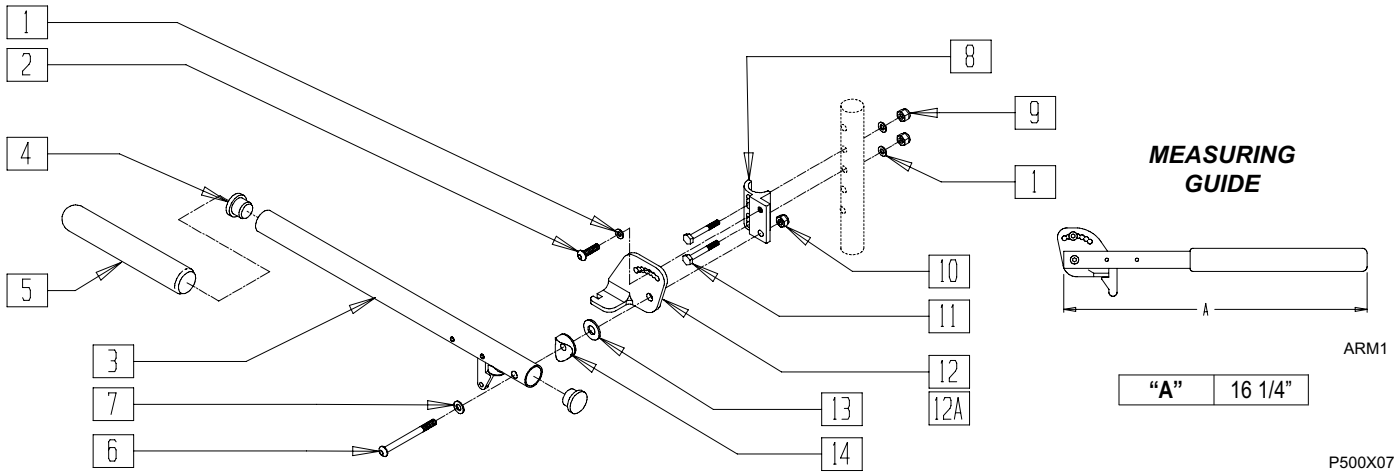 1
2
8
9
4
MEASURING
GUIDE
1
5
10
11
A
3
ARM1
12
7
13
12A
“A” 16 1/4”
6
14
P500X07